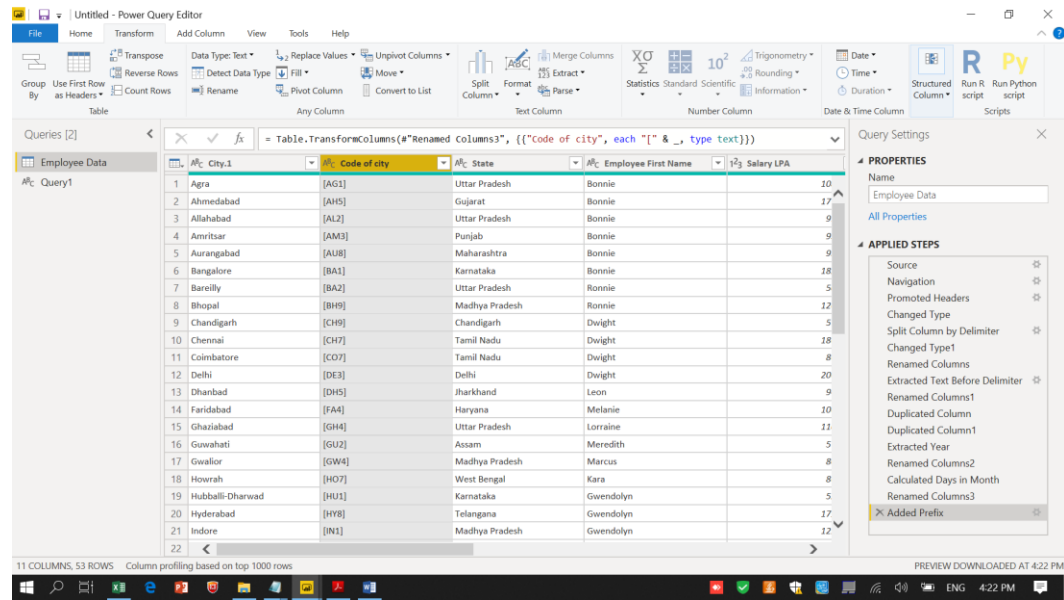 Untitled - Power Query Editor
File Home Transform Add Column View Tools Help
Group By
Use First Row as Headers
Transpose
Reverse Rows
Count Rows
Table
Data Type: Text
Detect Data Type
Rename
Replace Values
Fill
Pivot Column
Unpivot Columns
Move
Convert to List
Any Column
Split Column
Format
ABC
Merge Columns
Extract
Parse
Text Column
Statistics
Standard
Scientific
10²
Trigonometry
Rounding
Information
Number Column
Date
Time
Duration
Date & Time Column
Structured Column
R
Run R script
Py
Run Python script
Scripts
Queries [2]
Employee Data
Query1
fx = Table.TransformColumns(#"Renamed Columns3", {{"Code of city", each "[" & _, type text}})
City.1 Code of city State Employee First Name Salary LPA
1 Agra [AG1] Uttar Pradesh Bonnie 10
2 Ahmedabad [AH5] Gujarat Bonnie 17
3 Allahabad [AL2] Uttar Pradesh Bonnie 9
4 Amritsar [AM3] Punjab Bonnie 9
5 Aurangabad [AU8] Maharashtra Bonnie 9
6 Bangalore [BA1] Karnataka Bonnie 18
7 Bareilly [BA2] Uttar Pradesh Ronnie 5
8 Bhopal [BH9] Madhya Pradesh Ronnie 12
9 Chandigarh [CH9] Chandigarh Dwight 5
10 Chennai [CH7] Tamil Nadu Dwight 18
11 Coimbatore [CO7] Tamil Nadu Dwight 8
12 Delhi [DE3] Delhi Dwight 20
13 Dhanbad [DH5] Jharkhand Leon 9
14 Faridabad [FA4] Haryana Melanie 10
15 Ghaziabad [GH4] Uttar Pradesh Lorraine 11
16 Guwahati [GU2] Assam Meredith 5
17 Gwalior [GW4] Madhya Pradesh Marcus 8
18 Howrah [HO7] West Bengal Kara 8
19 Hubballi-Dharwad [HU1] Karnataka Gwendolyn 5
20 Hyderabad [HY8] Telangana Gwendolyn 17
21 Indore [IN1] Madhya Pradesh Gwendolyn 12
22
Query Settings
PROPERTIES
Name
Employee Data
All Properties
APPLIED STEPS
Source
Navigation
Promoted Headers
Changed Type
Split Column by Delimiter
Changed Type1
Renamed Columns
Extracted Text Before Delimiter
Renamed Columns1
Duplicated Column
Duplicated Column1
Extracted Year
Renamed Columns2
Calculated Days in Month
Renamed Columns3
Added Prefix
11 COLUMNS, 53 ROWS Column profiling based on top 1000 rows
PREVIEW DOWNLOADED AT 4:22 PM
ENG 4:22 PM